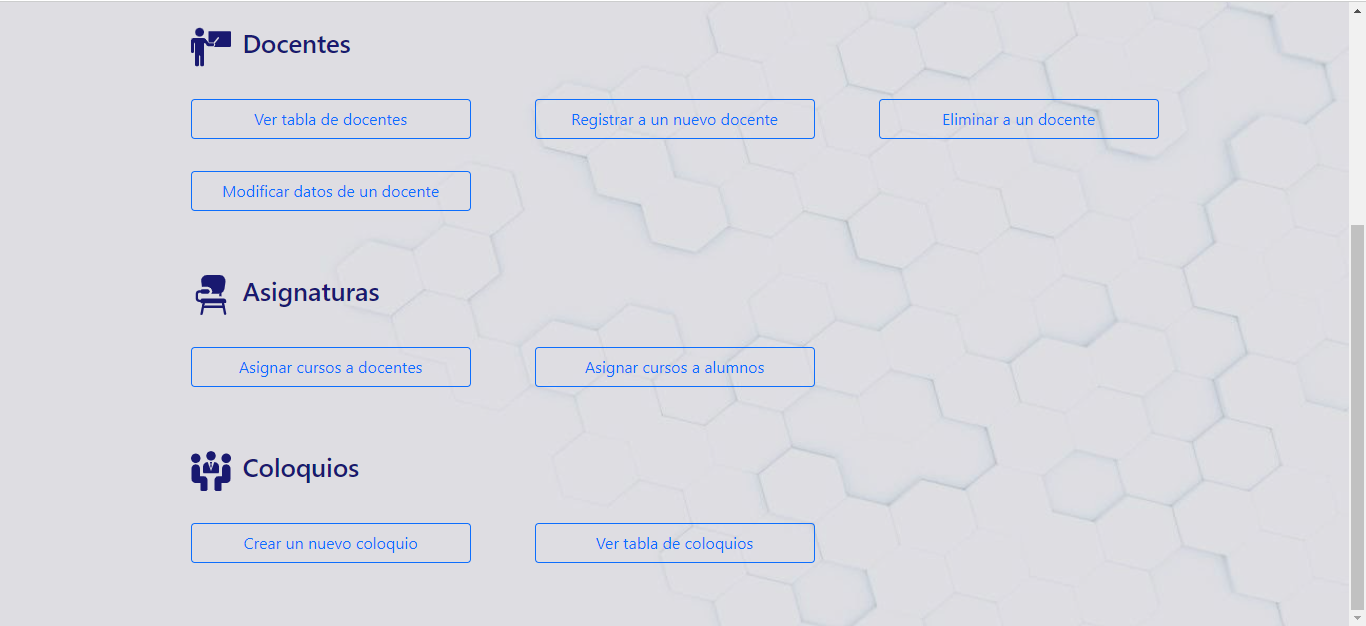 Docentes
Ver tabla de docentes
Registrar a un nuevo docente
Eliminar a un docente
Modificar datos de un docente
Asignaturas
Asignar cursos a docentes
Asignar cursos a alumnos
Coloquios
Crear un nuevo coloquio
Ver tabla de coloquios